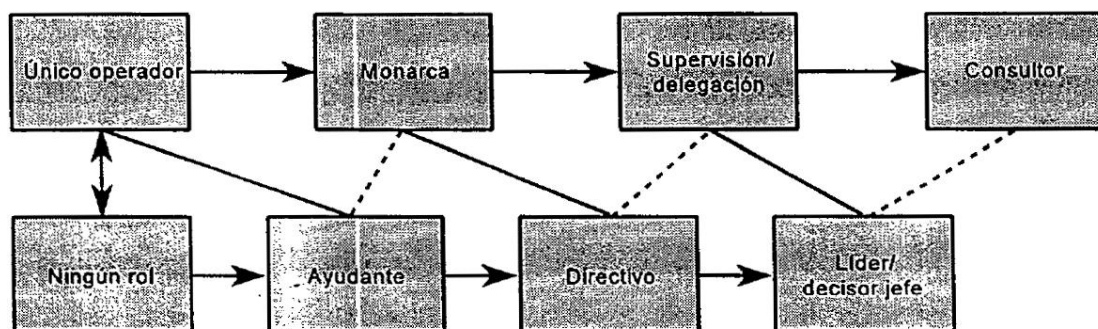 Único operador
Monarca
Supervisión/
delegación
Consultor
Ningún rol
Ayudante
Directivo
Líder/
decisor jefe